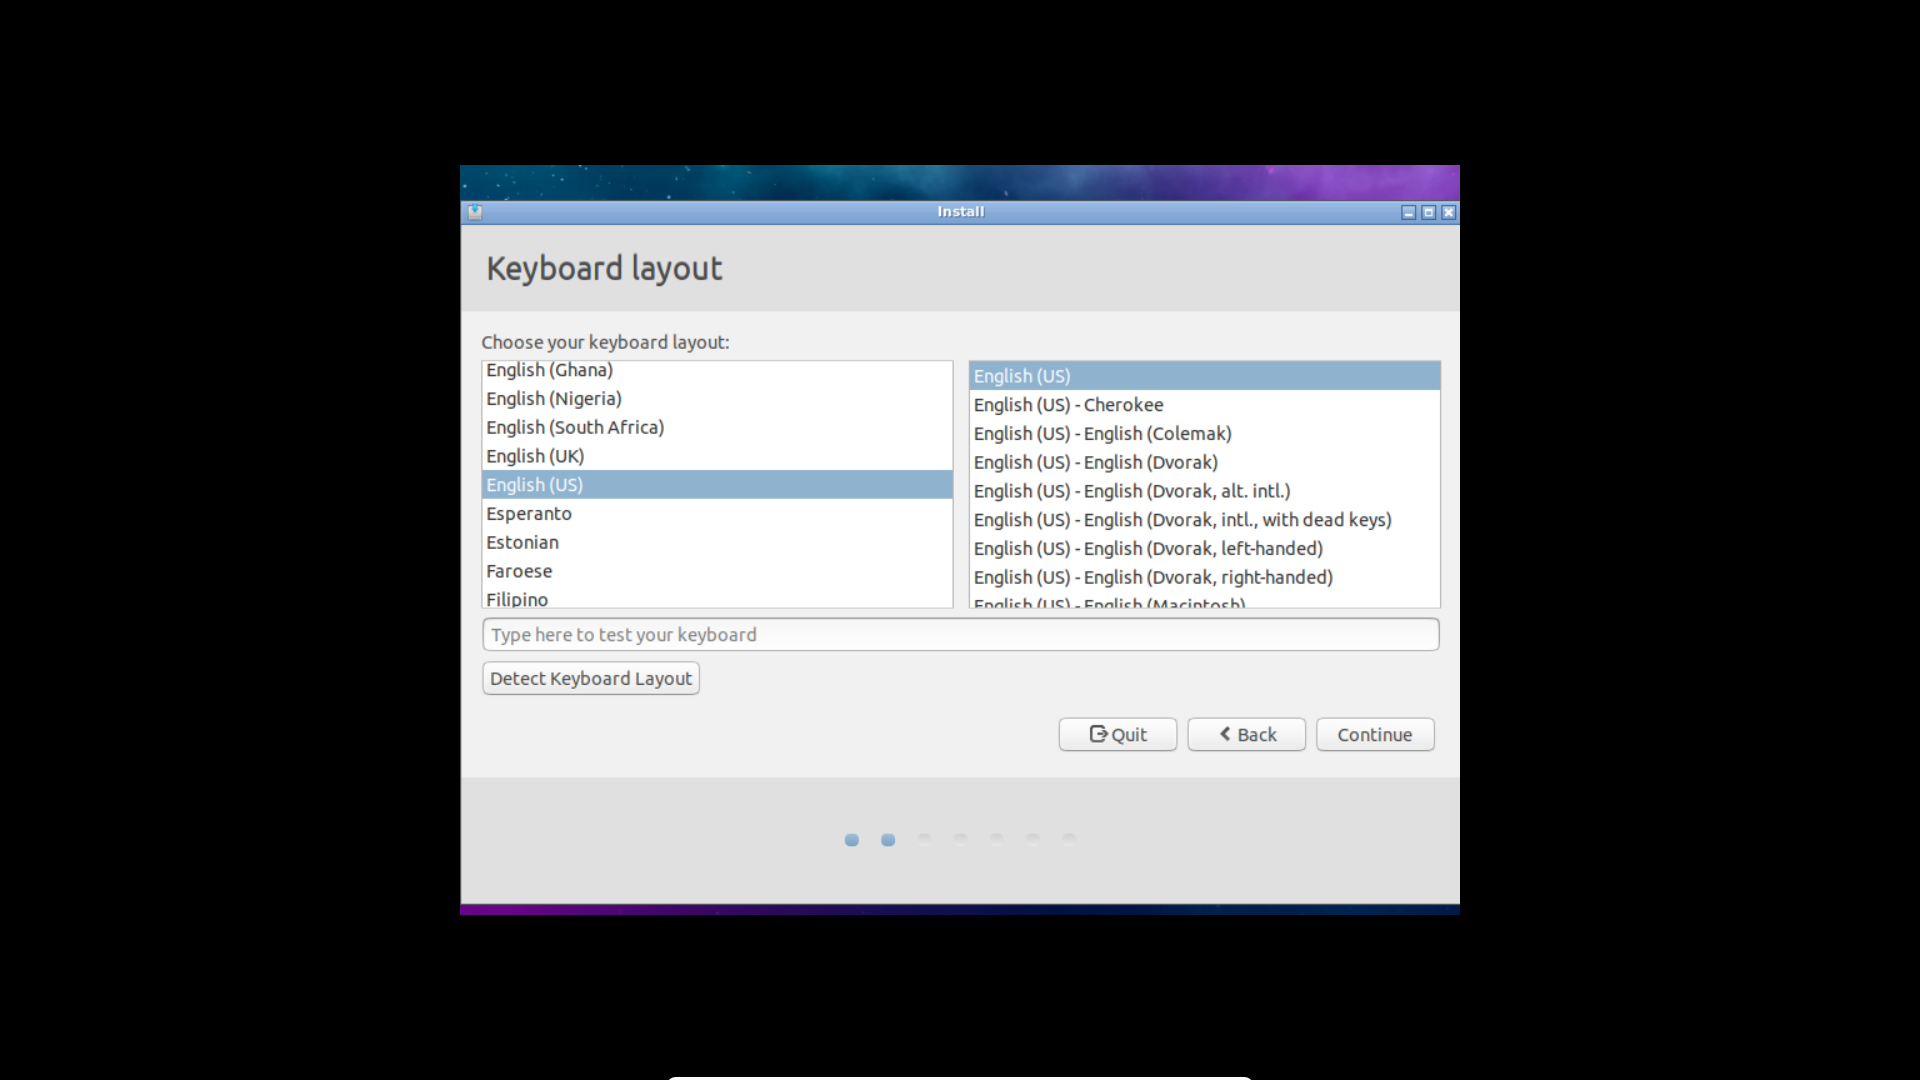 Install
Keyboard layout
Choose your keyboard layout:
English (Ghana)
English (Nigeria)
English (South Africa)
English (UK)
English (US)
Esperanto
Estonian
Faroese
Filipino
English (US)
English (US) - Cherokee
English (US) - English (Colemak)
English (US) - English (Dvorak)
English (US) - English (Dvorak, alt. intl.)
English (US) - English (Dvorak, intl., with dead keys)
English (US) - English (Dvorak, left-handed)
English (US) - English (Dvorak, right-handed)
English (US) - English (Macintosh)
Type here to test your keyboard
Detect Keyboard Layout
Quit
Back
Continue